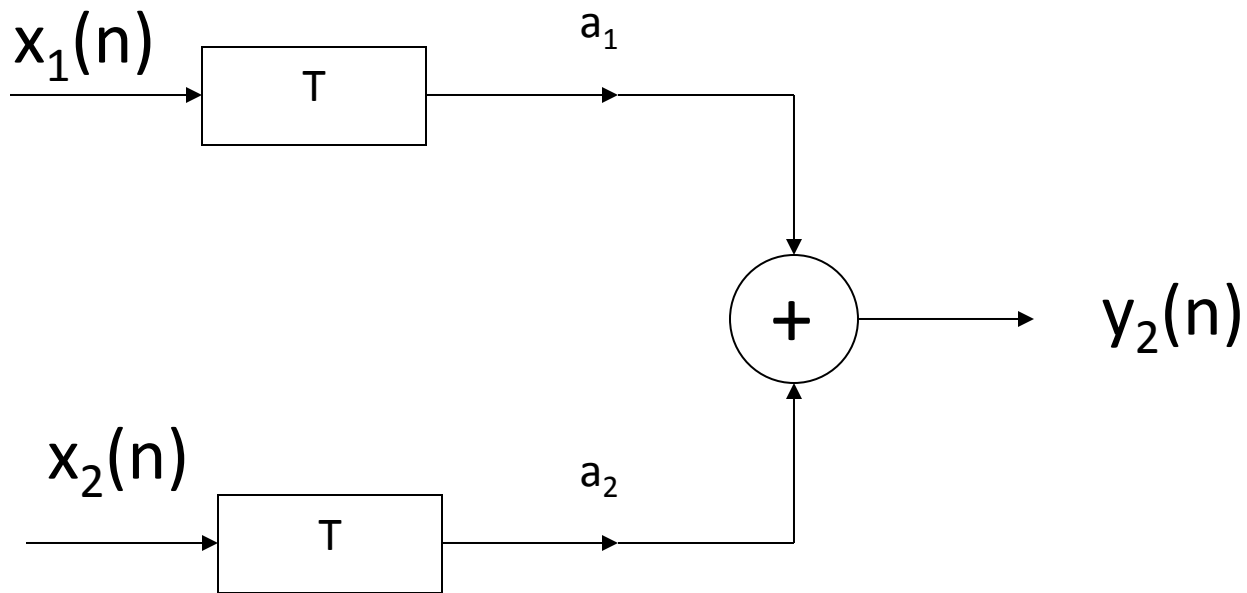 x₁(n)
T
a₁
+
y₂(n)
x₂(n)
T
a₂